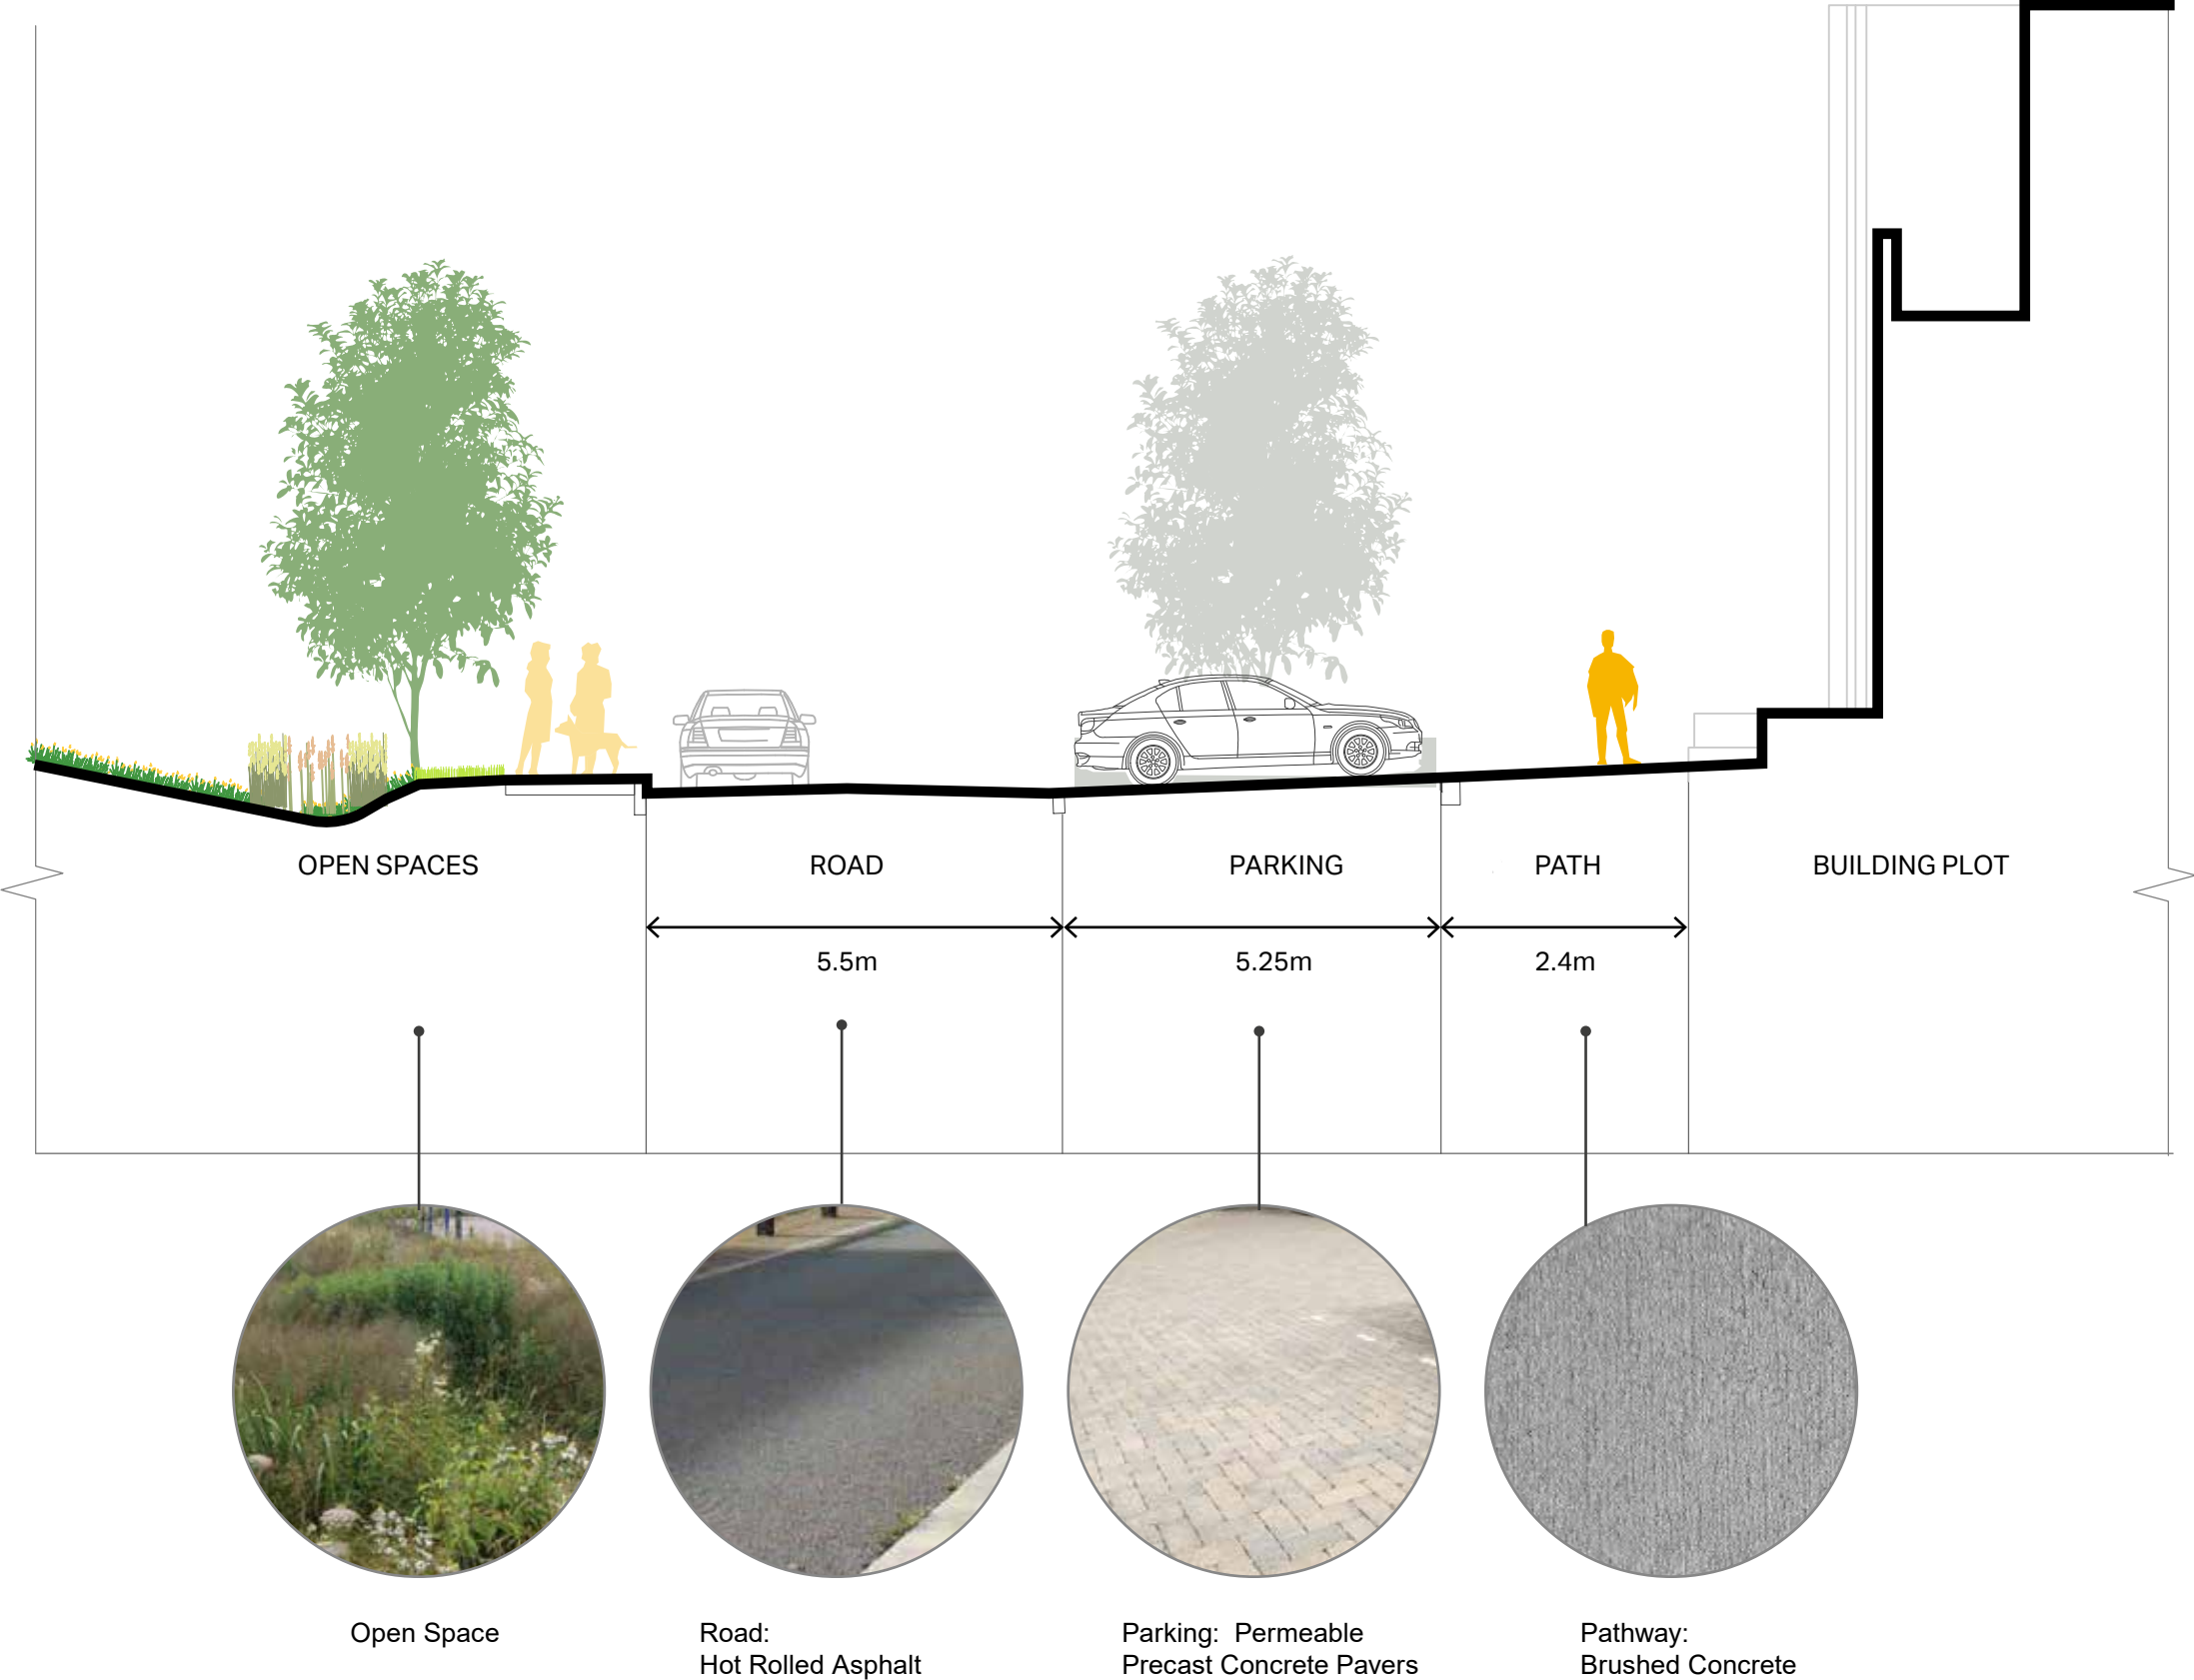 OPEN SPACES
ROAD
PARKING
PATH
BUILDING PLOT
5.5m
5.25m
2.4m
Open Space
Road:
Hot Rolled Asphalt
Parking: Permeable
Precast Concrete Pavers
Pathway:
Brushed Concrete